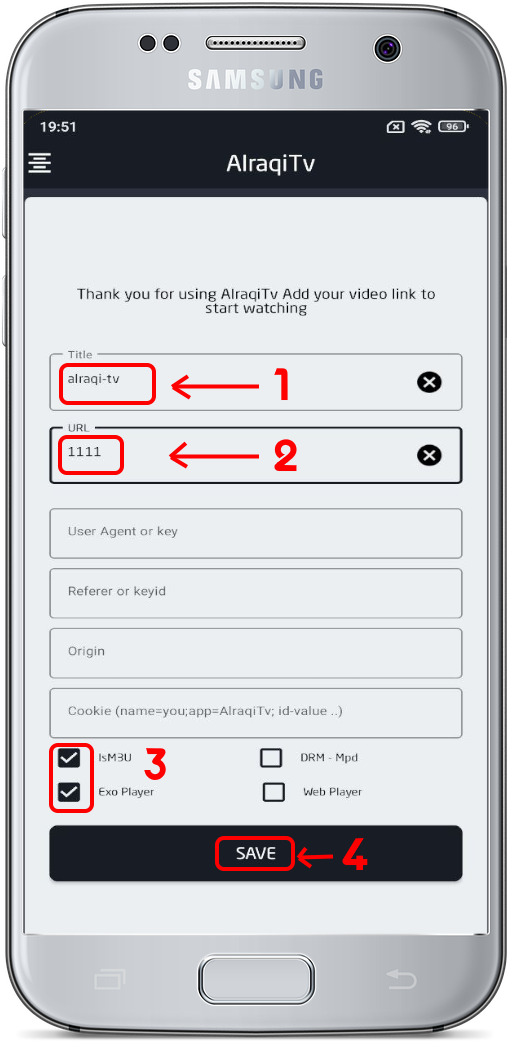 SAMSUNG
19:51
96
AlraqiTv
Thank you for using AlraqiTv Add your video link to
start watching
Title
alraqi-tv
1
URL
1111
2
User Agent or key
Referer or keyid
Origin
Cookie (name=you;app=AlraqiTv; id-value ..)
IsM3U
3
DRM - Mpd
Exo Player
Web Player
SAVE
4